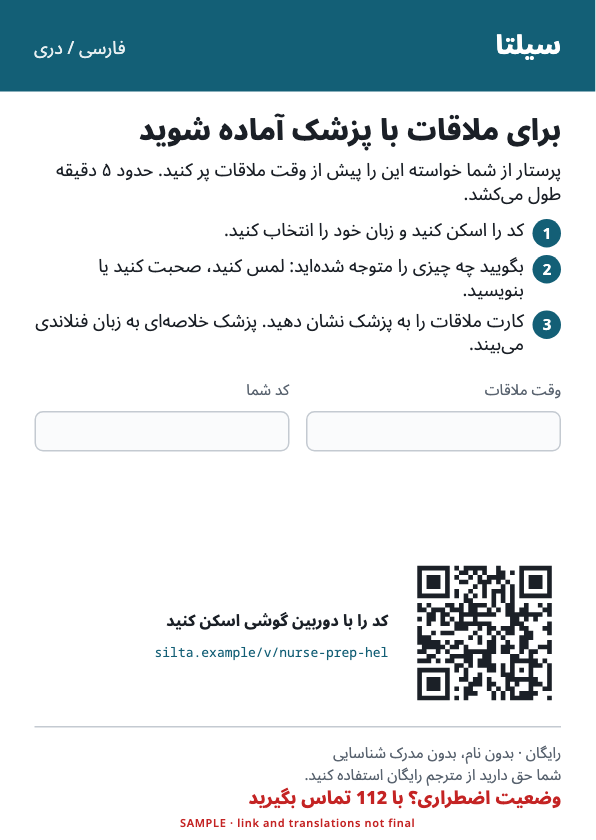 سیلتا
فارسی / دری
برای ملاقات با پزشک آماده شوید
پرستار از شما خواسته این را پیش از وقت ملاقات پر کنید. حدود ۵ دقیقه
طول می‌کشد.
1 کد را اسکن کنید و زبان خود را انتخاب کنید.
2 بگویید چه چیزی را متوجه شده‌اید: لمس کنید، صحبت کنید یا
بنویسید.
3 کارت ملاقات را به پزشک نشان دهید. پزشک خلاصه‌ای به زبان فنلاندی
می‌بیند.
وقت ملاقات
کد شما
کد را با دوربین گوشی اسکن کنید
silta.example/v/nurse-prep-hel
رایگان · بدون نام، بدون مدرک شناسایی
شما حق دارید از مترجم رایگان استفاده کنید.
وضعیت اضطراری؟ با 112 تماس بگیرید
SAMPLE · link and translations not final